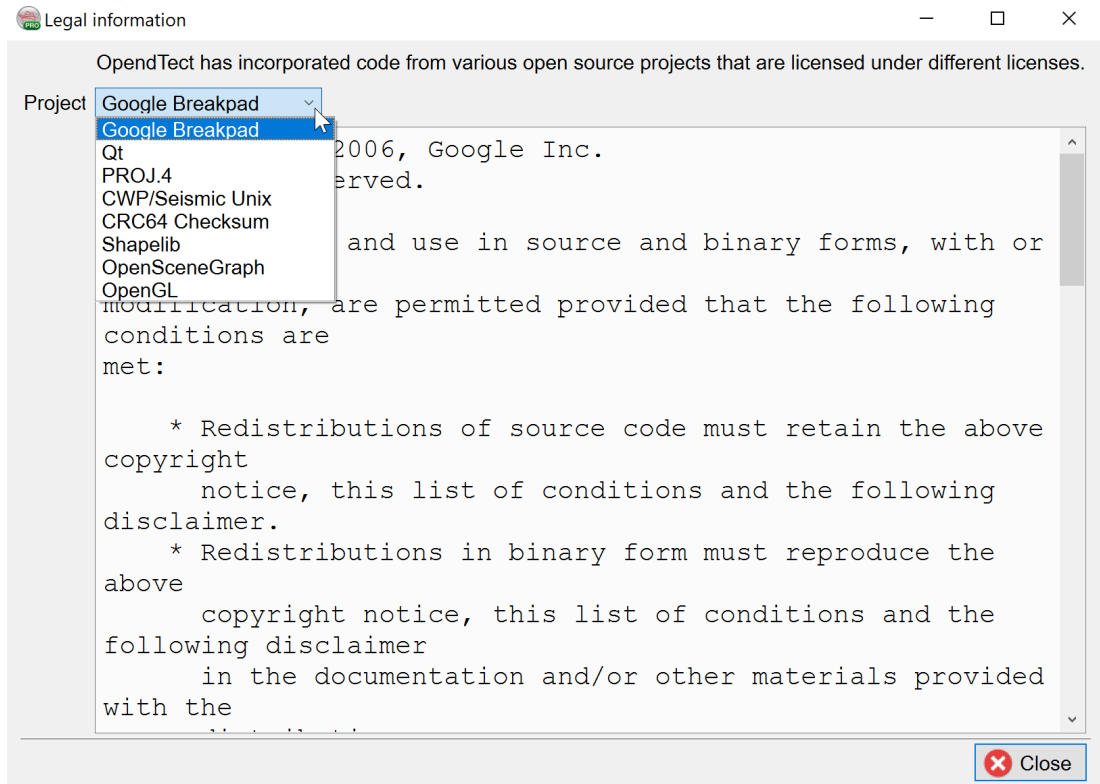 PRO Legal information
OpendTect has incorporated code from various open source projects that are licensed under different licenses.
Project Google Breakpad
Google Breakpad
Qt
PROJ.4
CWP/Seismic Unix
CRC64 Checksum
Shapelib
OpenSceneGraph
OpenGL
2006, Google Inc.
erved.
and use in source and binary forms, with or
modification, are permitted provided that the following
conditions are
met:
* Redistributions of source code must retain the above
copyright
notice, this list of conditions and the following
disclaimer.
* Redistributions in binary form must reproduce the
above
copyright notice, this list of conditions and the
following disclaimer
in the documentation and/or other materials provided
with the
Close